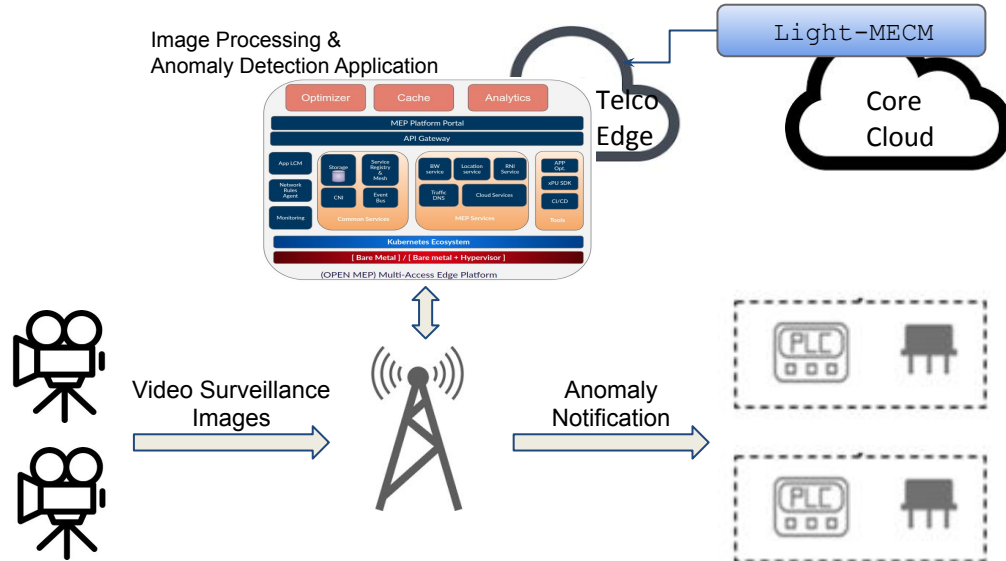 Light-MECM
Image Processing &
Anomaly Detection Application
Telco
Edge
Core
Cloud
Optimizer
Cache
Analytics
MEP Platform Portal
API Gateway
App LCM
Network
Rules
Agent
Monitoring
Storage
Service
Registry
&
Mesh
CNI
Event
Bus
Common Services
BW
service
Location
service
RNI
Service
Traffic
DNS
Cloud Services
MEP Services
APP
Opt.
xPU SDK
CI/CD
Tools
Kubernetes Ecosystem
[ Bare Metal ] / [ Bare metal + Hypervisor ]
(OPEN MEP) Multi-Access Edge Platform
Video Surveillance
Images
Anomaly
Notification
PLC
PLC